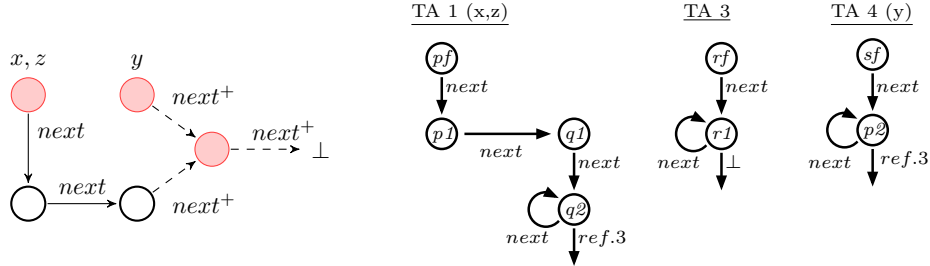 TA 1 (x,z)
TA 3
TA 4 (y)
x, z
y
pf
rf
sf
next
next
next
next⁺
next
next⁺
⊥
p1
q1
r1
p2
next
next
⊥
next
ref.3
next
next
next⁺
q2
next
ref.3